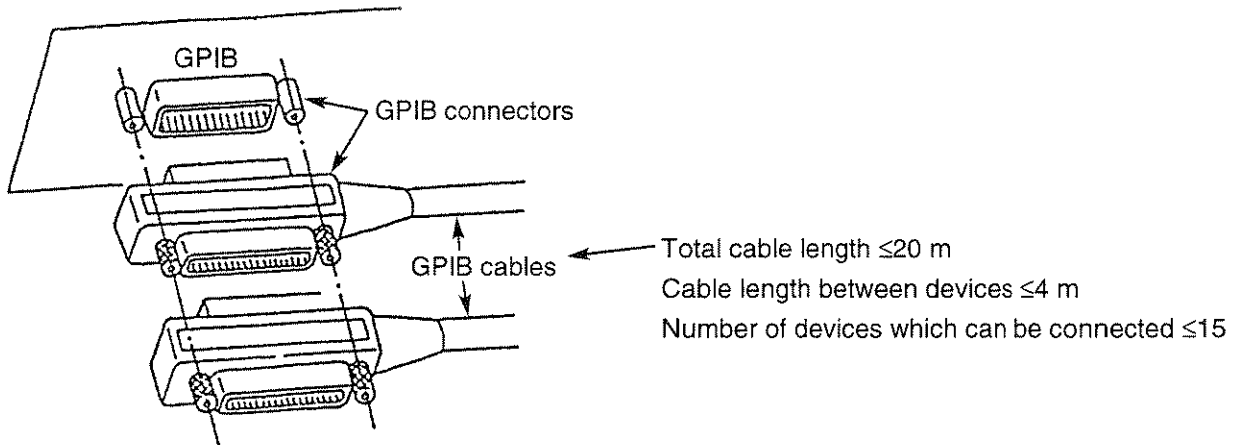 GPIB
GPIB connectors
GPIB cables
Total cable length ≤20 m
Cable length between devices ≤4 m
Number of devices which can be connected ≤15